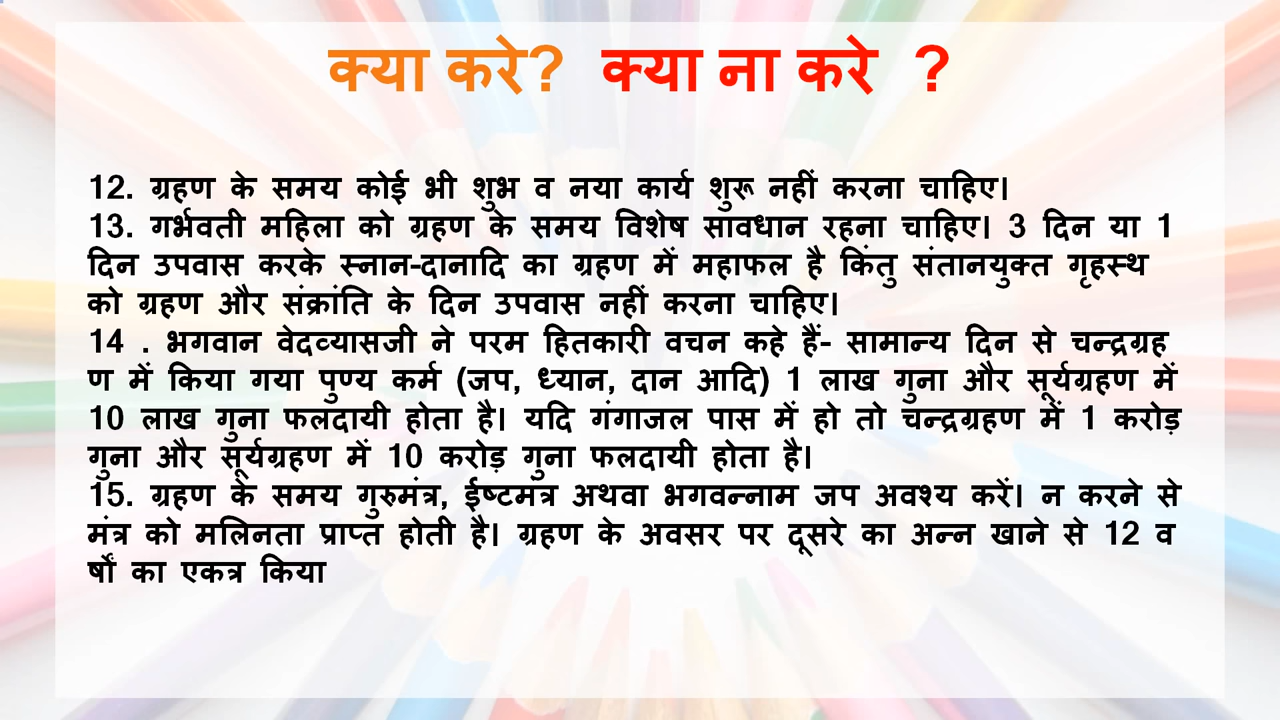 क्या करे? क्या ना करे ?
12. ग्रहण के समय कोई भी शुभ व नया कार्य शुरू नहीं करना चाहिए।
13. गर्भवती महिला को ग्रहण के समय विशेष सावधान रहना चाहिए। 3 दिन या 1
दिन उपवास करके स्नान-दानादि का ग्रहण में महाफल है किंतु संतानयुक्त गृहस्थ
को ग्रहण और संक्रांति के दिन उपवास नहीं करना चाहिए।
14 . भगवान वेदव्यासजी ने परम हितकारी वचन कहे हैं- सामान्य दिन से चन्द्रग्रह
ण में किया गया पुण्य कर्म (जप, ध्यान, दान आदि) 1 लाख गुना और सूर्यग्रहण में
10 लाख गुना फलदायी होता है। यदि गंगाजल पास में हो तो चन्द्रग्रहण में 1 करोड़
गुना और सूर्यग्रहण में 10 करोड़ गुना फलदायी होता है।
15. ग्रहण के समय गुरुमंत्र, ईष्टमंत्र अथवा भगवन्नाम जप अवश्य करें। न करने से
मंत्र को मलिनता प्राप्त होती है। ग्रहण के अवसर पर दूसरे का अन्न खाने से 12 व
र्षों का एकत्र किया